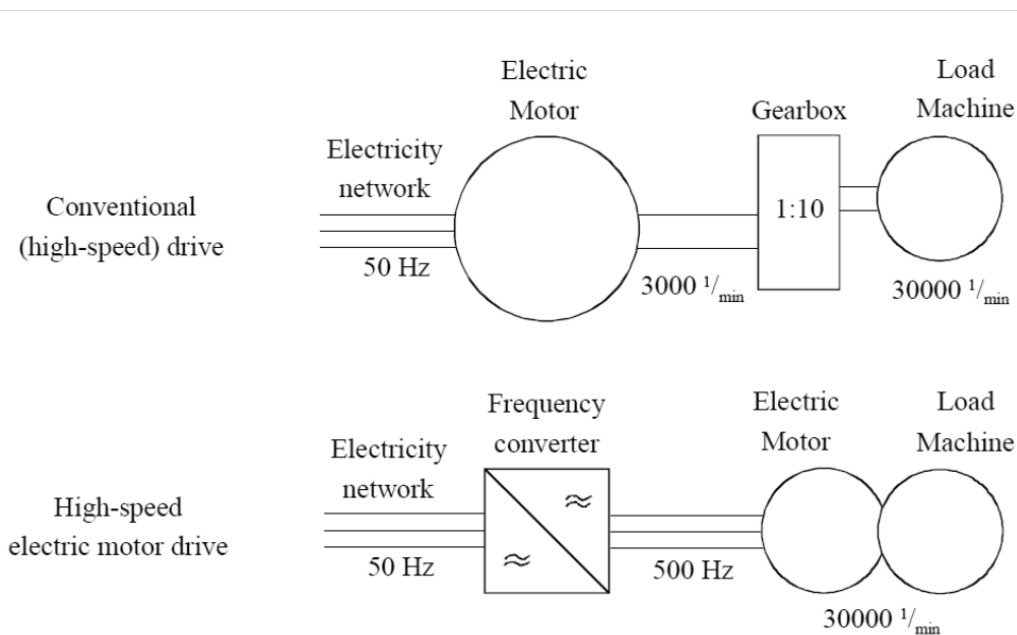 Electric
Motor
Gearbox
Load
Machine
Electricity
network
Conventional
(high-speed) drive
1:10
50 Hz
3000 1/min
30000 1/min
Frequency
converter
Electric
Motor
Load
Machine
Electricity
network
High-speed
electric motor drive
≈
≈
50 Hz
500 Hz
30000 1/min